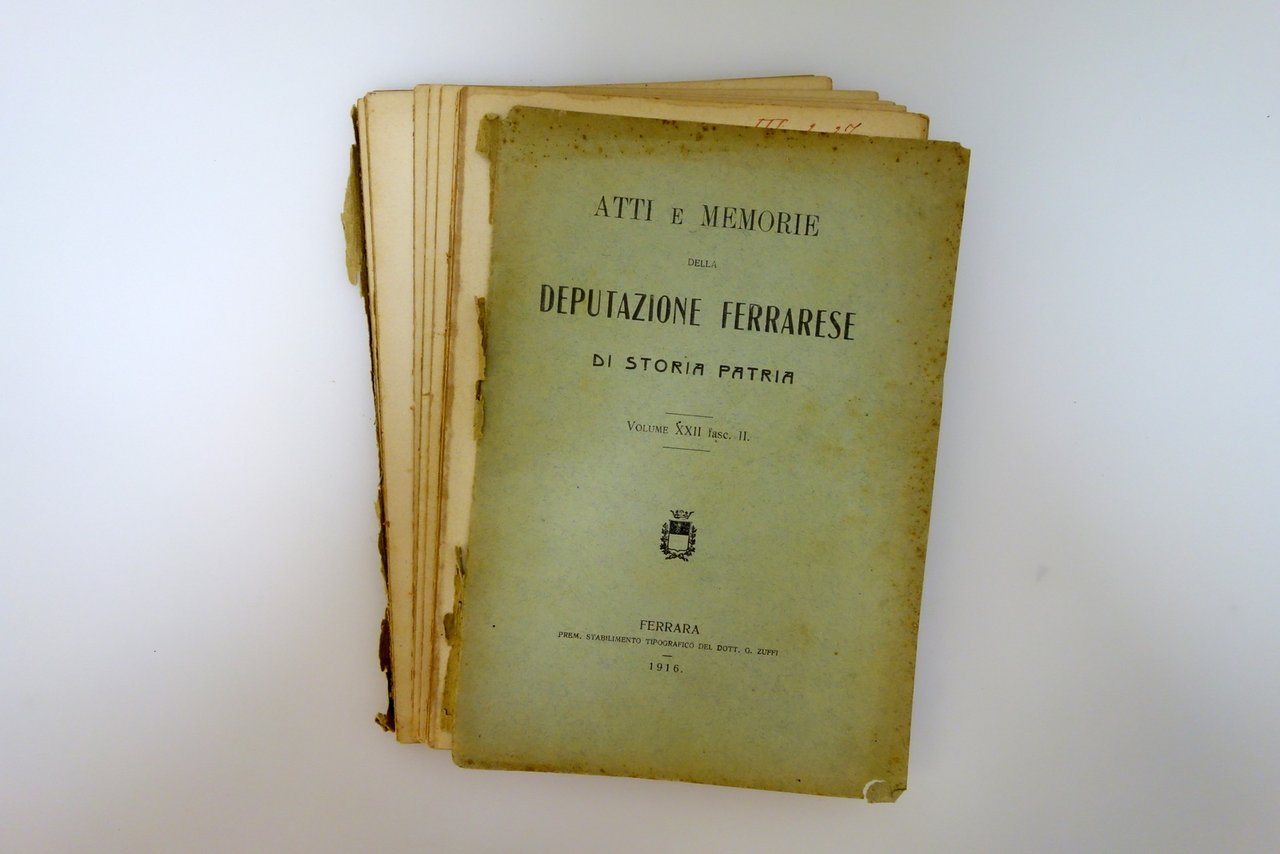 ATTI E MEMORIE
DELLA
DEPUTAZIONE FERRARESE
DI STORIA PATRIA
VOLUME XXII fasc. II.
FERRARA
PREM. STABILIMENTO TIPOGRAFICO DEL DOTT. G. ZUFFI
1916.